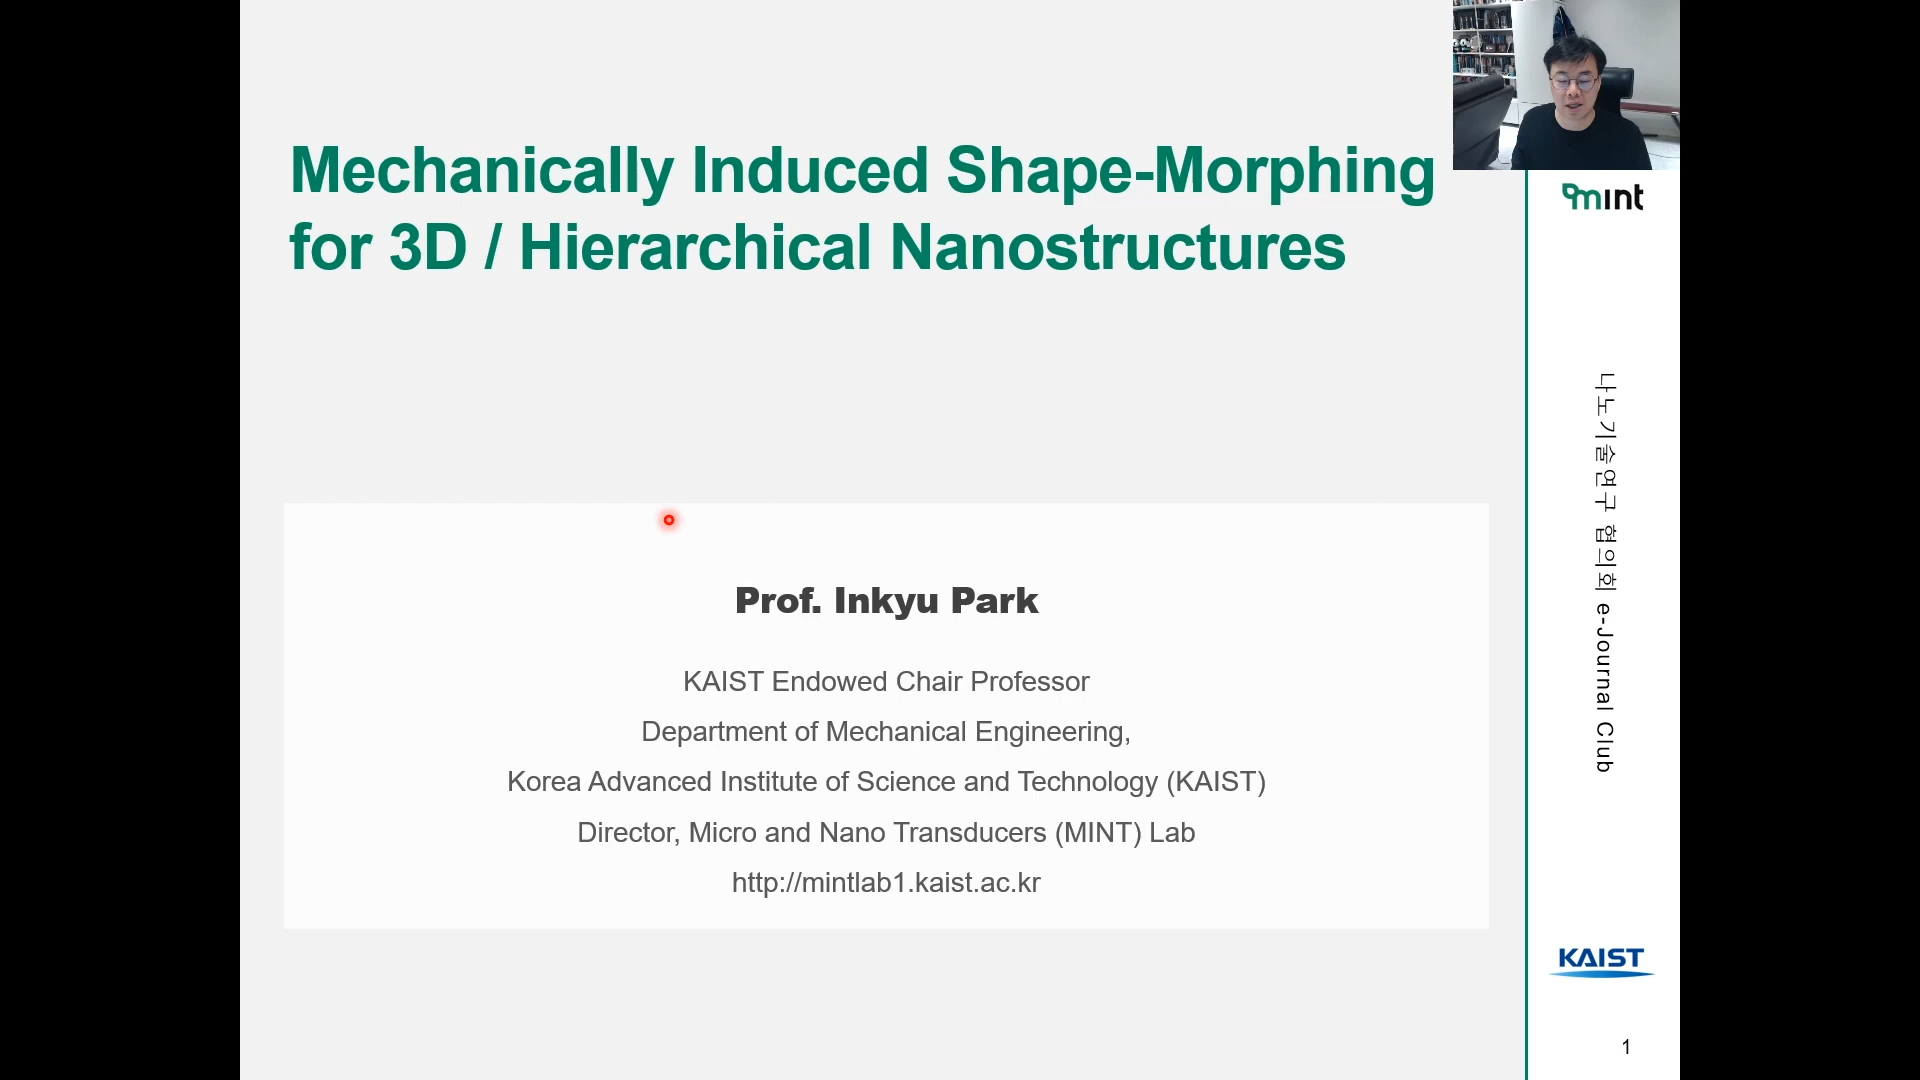 Mechanically Induced Shape-Morphing
for 3D / Hierarchical Nanostructures
Prof. Inkyu Park
KAIST Endowed Chair Professor
Department of Mechanical Engineering,
Korea Advanced Institute of Science and Technology (KAIST)
Director, Micro and Nano Transducers (MINT) Lab
http://mintlab1.kaist.ac.kr
mint
나노기술연구 협의회 e-Journal Club
KAIST
1